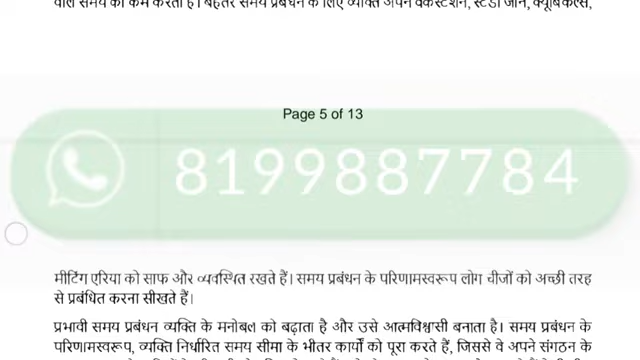 वाले समय को कम करता है। बेहतर समय प्रबंधन के लिए व्यक्ति अपने वर्कस्टेशन, स्टडी जोन, क्यूबिकल्स,
Page 5 of 13
8199887784
मीटिंग एरिया को साफ और व्यवस्थित रखते हैं। समय प्रबंधन के परिणामस्वरूप लोग चीजों को अच्छी तरह
से प्रबंधित करना सीखते हैं।
प्रभावी समय प्रबंधन व्यक्ति के मनोबल को बढ़ाता है और उसे आत्मविश्वासी बनाता है। समय प्रबंधन के
परिणामस्वरूप, व्यक्ति निर्धारित समय सीमा के भीतर कार्यों को पूरा करते हैं, जिससे वे अपने संगठन के